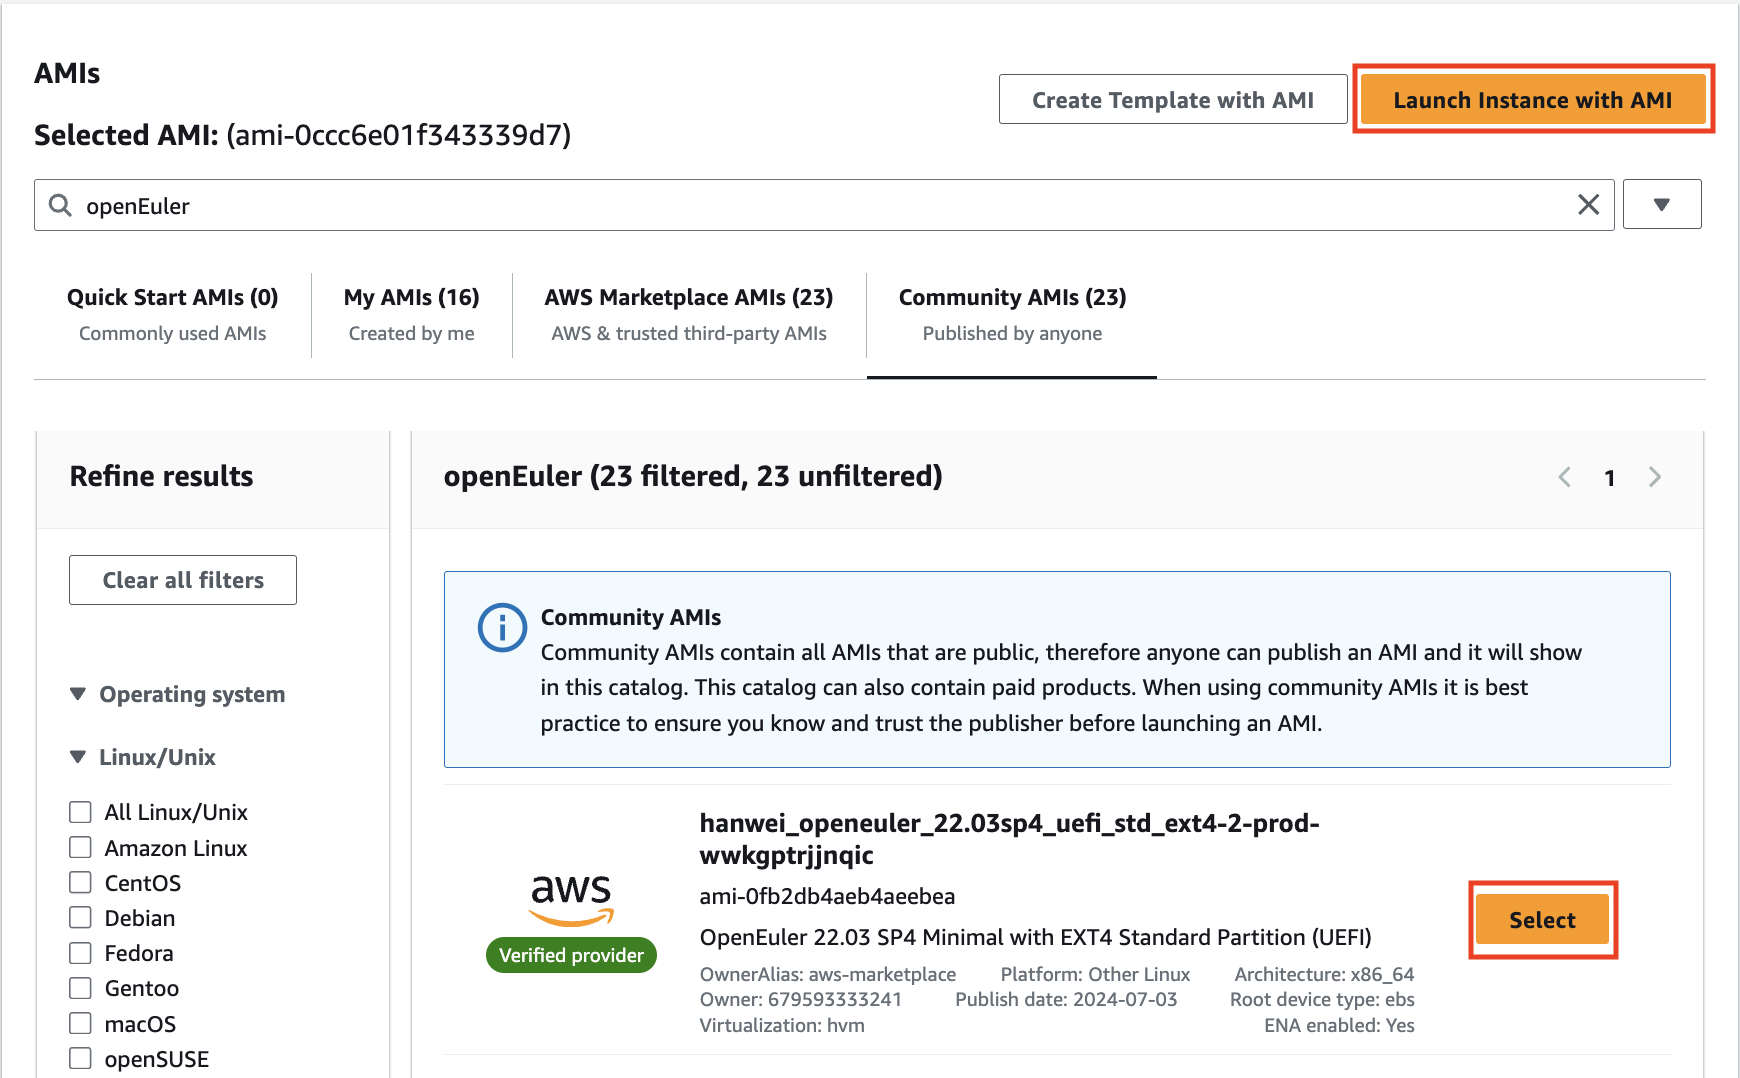 AMIs
Create Template with AMI
Launch Instance with AMI
Selected AMI: (ami-0ccc6e01f343339d7)
openEuler
Quick Start AMIs (0)
Commonly used AMIs
My AMIs (16)
Created by me
AWS Marketplace AMIs (23)
AWS & trusted third-party AMIs
Community AMIs (23)
Published by anyone
Refine results
Clear all filters
Operating system
Linux/Unix
All Linux/Unix
Amazon Linux
CentOS
Debian
Fedora
Gentoo
macOS
openSUSE
openEuler (23 filtered, 23 unfiltered)
1
Community AMIs
Community AMIs contain all AMIs that are public, therefore anyone can publish an AMI and it will show
in this catalog. This catalog can also contain paid products. When using community AMIs it is best
practice to ensure you know and trust the publisher before launching an AMI.
aws
Verified provider
hanwei_openeuler_22.03sp4_uefi_std_ext4-2-prod-
wwkgptrjjnqic
ami-0fb2db4aeb4aeebea
OpenEuler 22.03 SP4 Minimal with EXT4 Standard Partition (UEFI)
OwnerAlias: aws-marketplace Platform: Other Linux Architecture: x86_64
Owner: 679593333241 Publish date: 2024-07-03 Root device type: ebs
Virtualization: hvm ENA enabled: Yes
Select